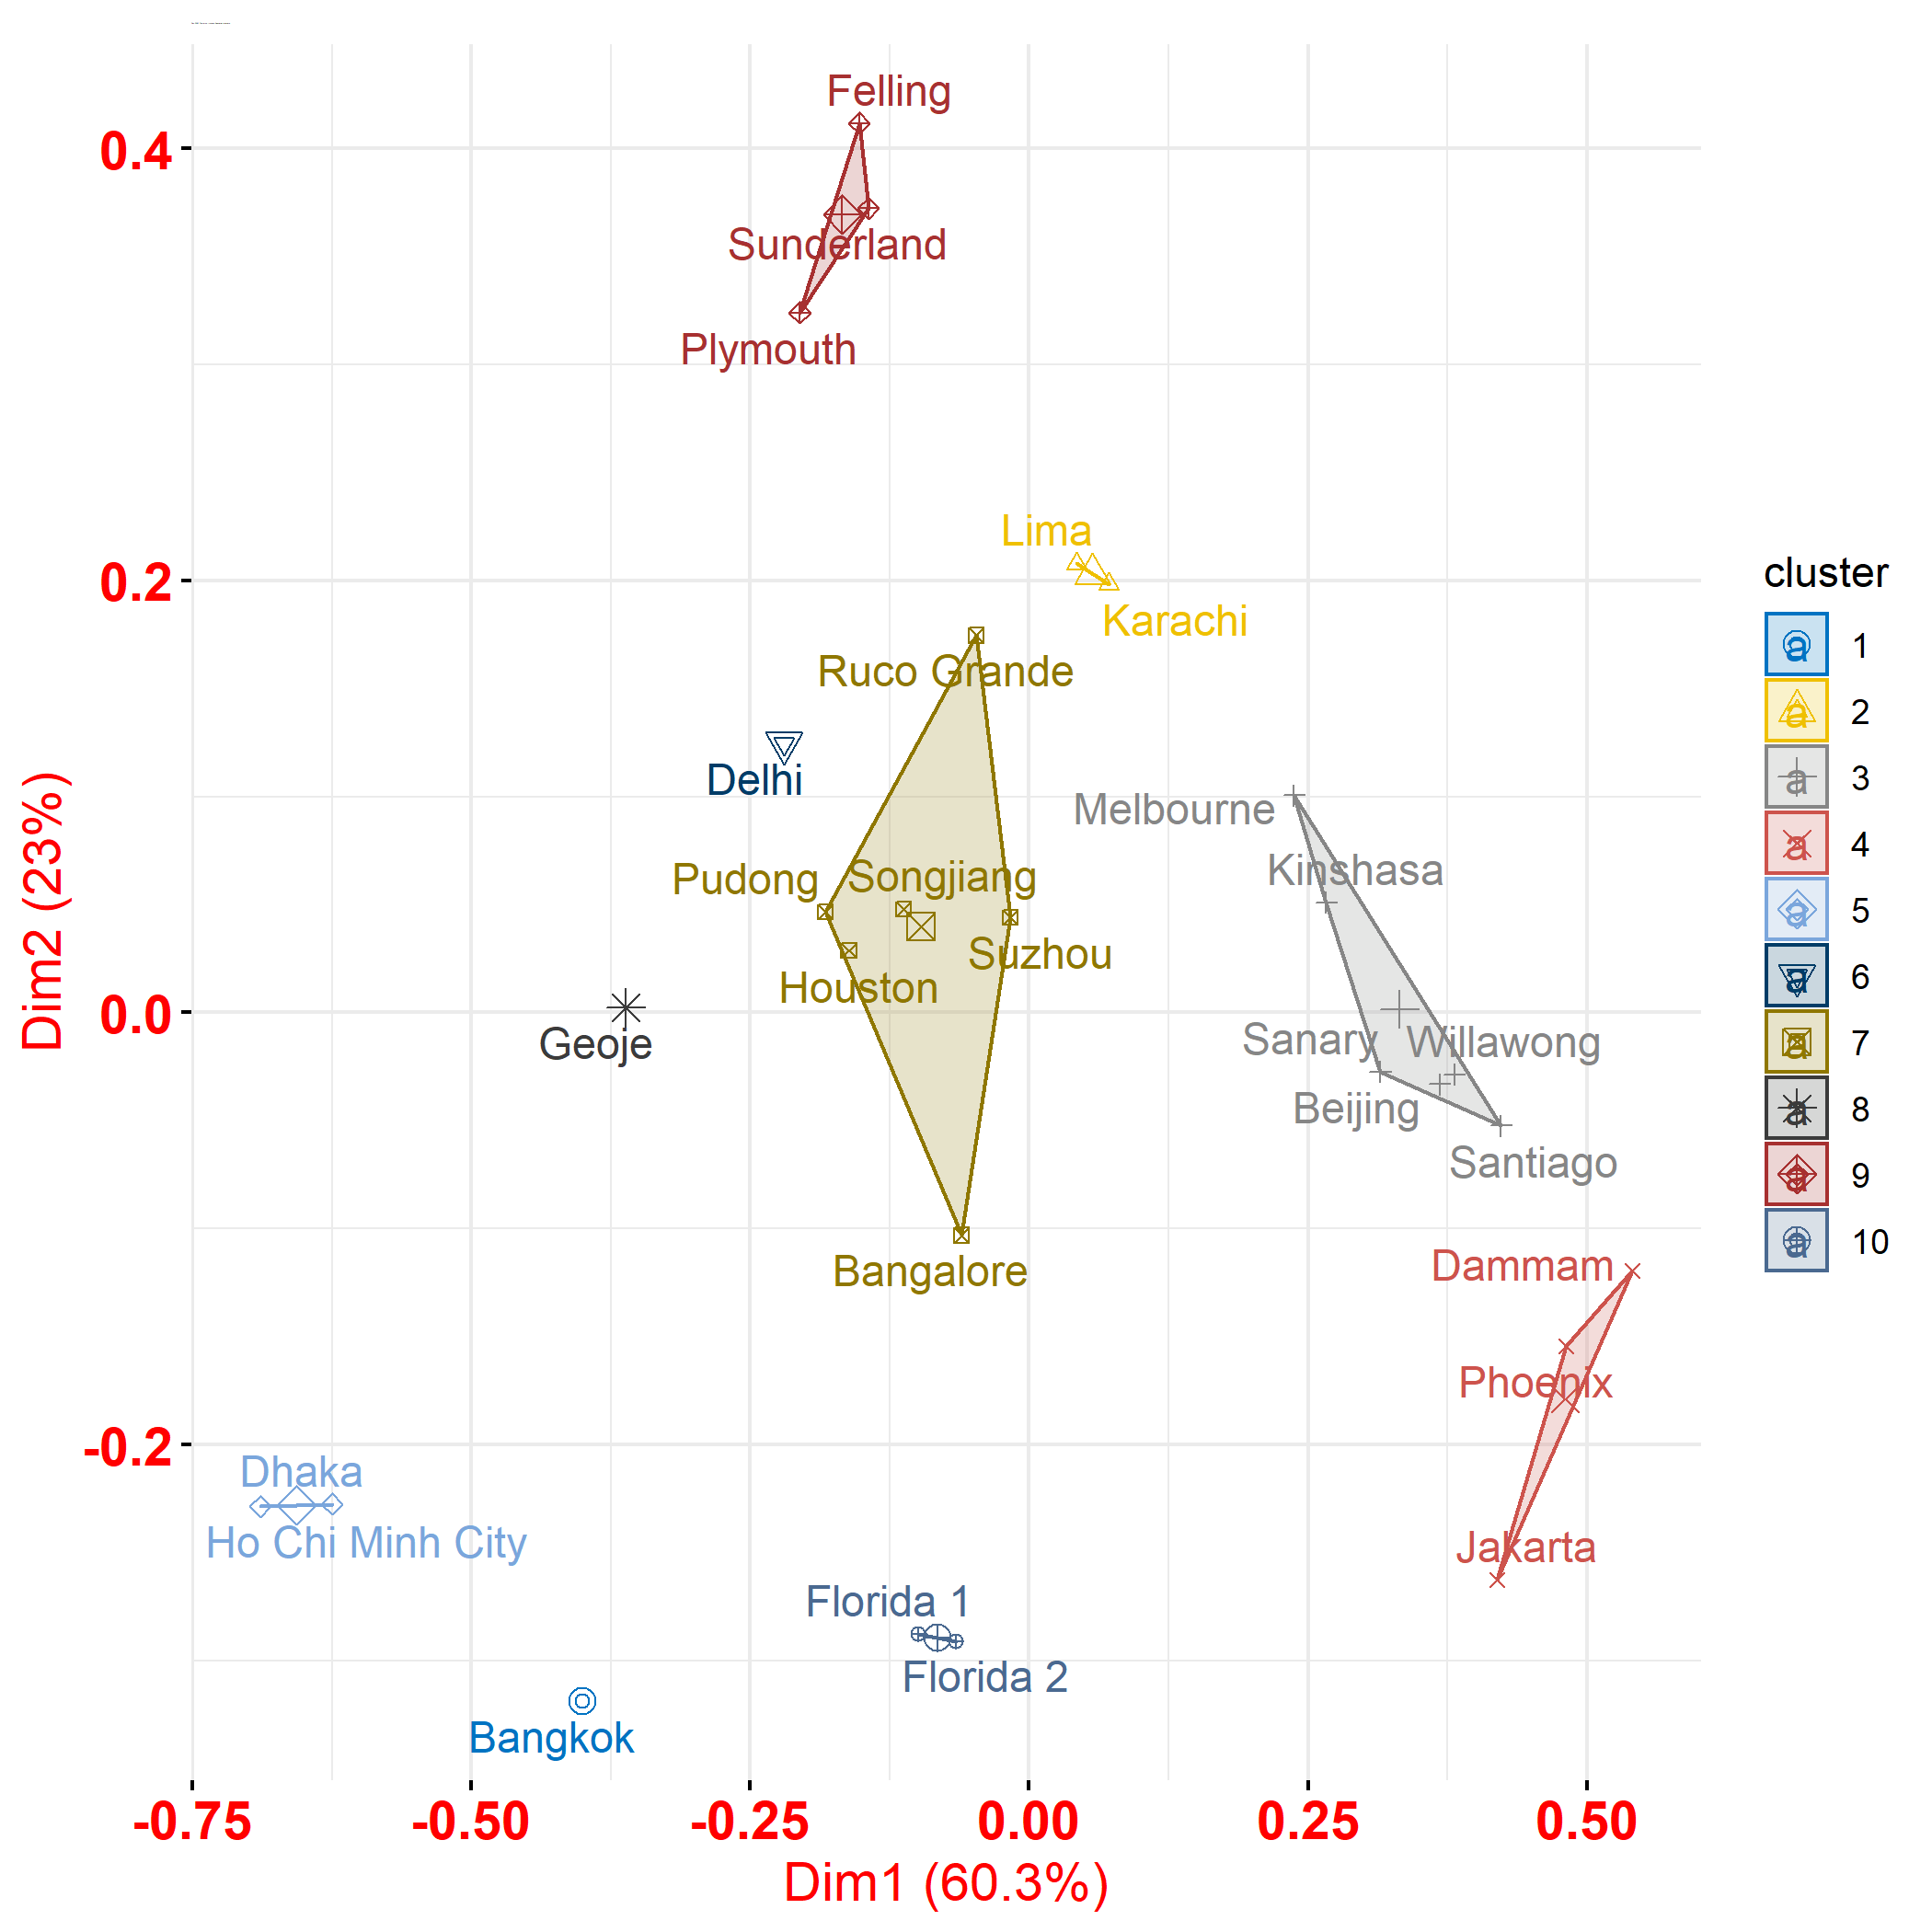 Felling
0.4
Sunderland
Plymouth
Lima
cluster
0.2
Karachi
a 1
Ruco Grande
a 2
Delhi
a 3
Melbourne
a 4
Kinshasa
Pudong
Songjiang
a 5
Suzhou
a 6
Houston
Dim2 (23%)
0.0
Geoje
Sanary
Willawong
a 7
Beijing
a 8
Santiago
a 9
a 10
Bangalore
Dammam
Phoenix
-0.2
Dhaka
Ho Chi Minh City
Jakarta
Florida 1
Florida 2
Bangkok
-0.75 -0.50 -0.25 0.00 0.25 0.50
Dim1 (60.3%)